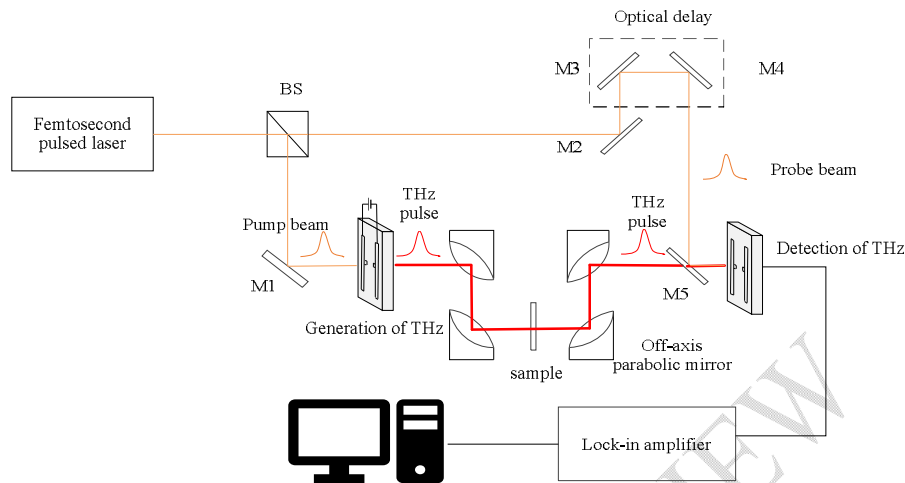 Optical delay
M3
M4
BS
Femtosecond
pulsed laser
M2
Probe beam
THz
pulse
THz
pulse
Pump beam
Detection of THz
M1
M5
Generation of THz
Off-axis
parabolic mirror
sample
Lock-in amplifier